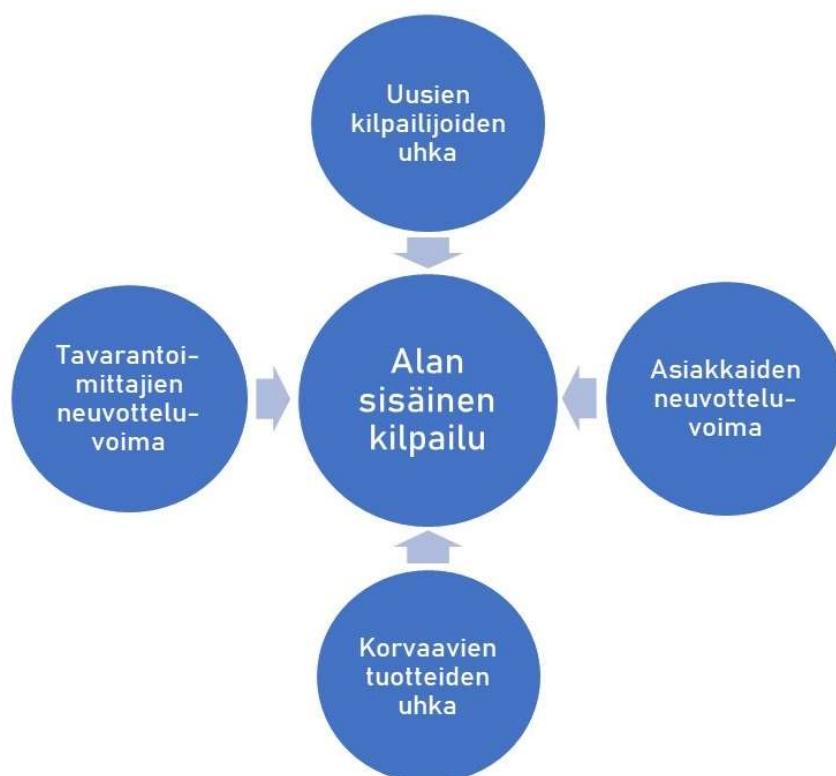 Uusien
kilpailijoiden
uhka
Tavarantoi-
mittajien
neuvottelu-
voima
Alan
sisäinen
kilpailu
Asiakkaiden
neuvottelu-
voima
Korvaavien
tuotteiden
uhka